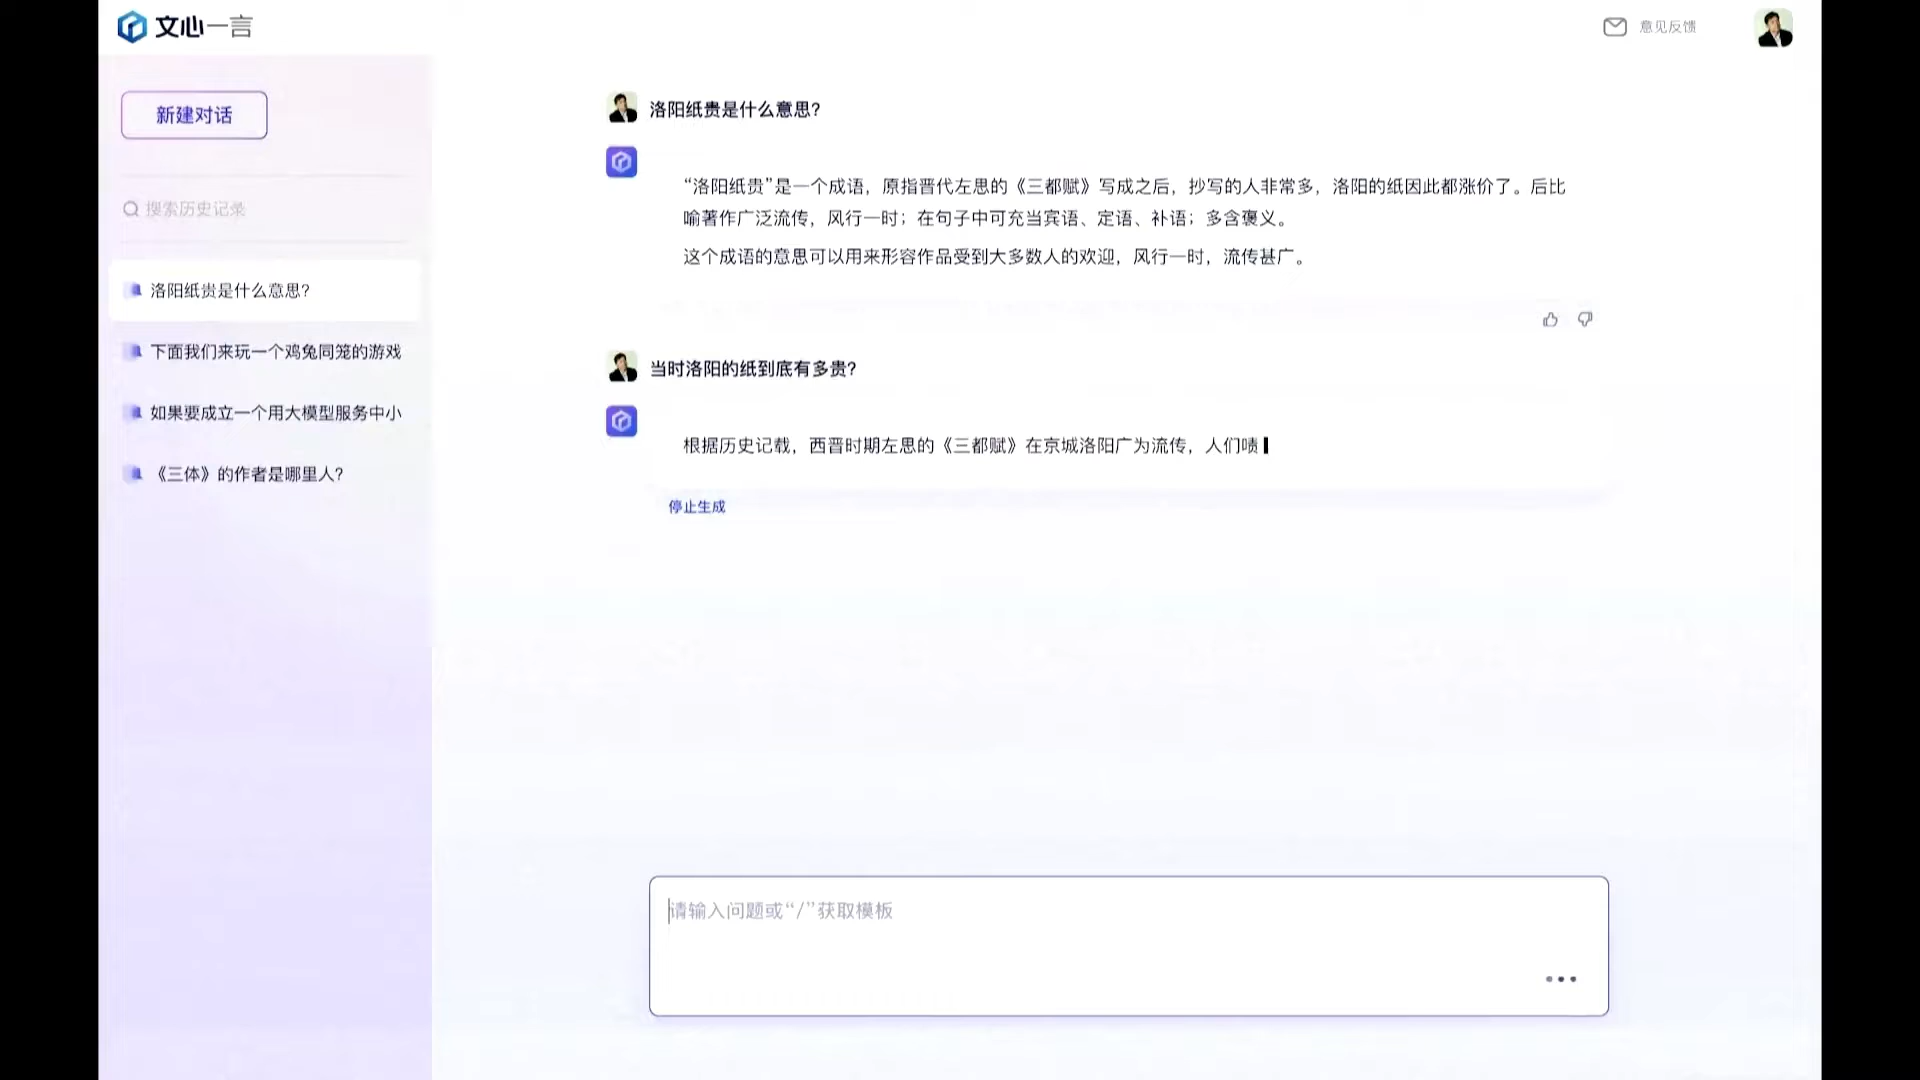 文心一言
意见反馈
新建对话
搜索历史记录
洛阳纸贵是什么意思?
下面我们来玩一个鸡兔同笼的游戏
如果要成立一个用大模型服务中小
《三体》的作者是哪里人?
洛阳纸贵是什么意思?
“洛阳纸贵”是一个成语，原指晋代左思的《三都赋》写成之后，抄写的人非常多，洛阳的纸因此都涨价了。后比
喻著作广泛流传，风行一时；在句子中可充当宾语、定语、补语；多含褒义。
这个成语的意思可以用来形容作品受到大多数人的欢迎，风行一时，流传甚广。
当时洛阳的纸到底有多贵?
根据历史记载，西晋时期左思的《三都赋》在京城洛阳广为流传，人们啧
停止生成
请输入问题或“/”获取模板